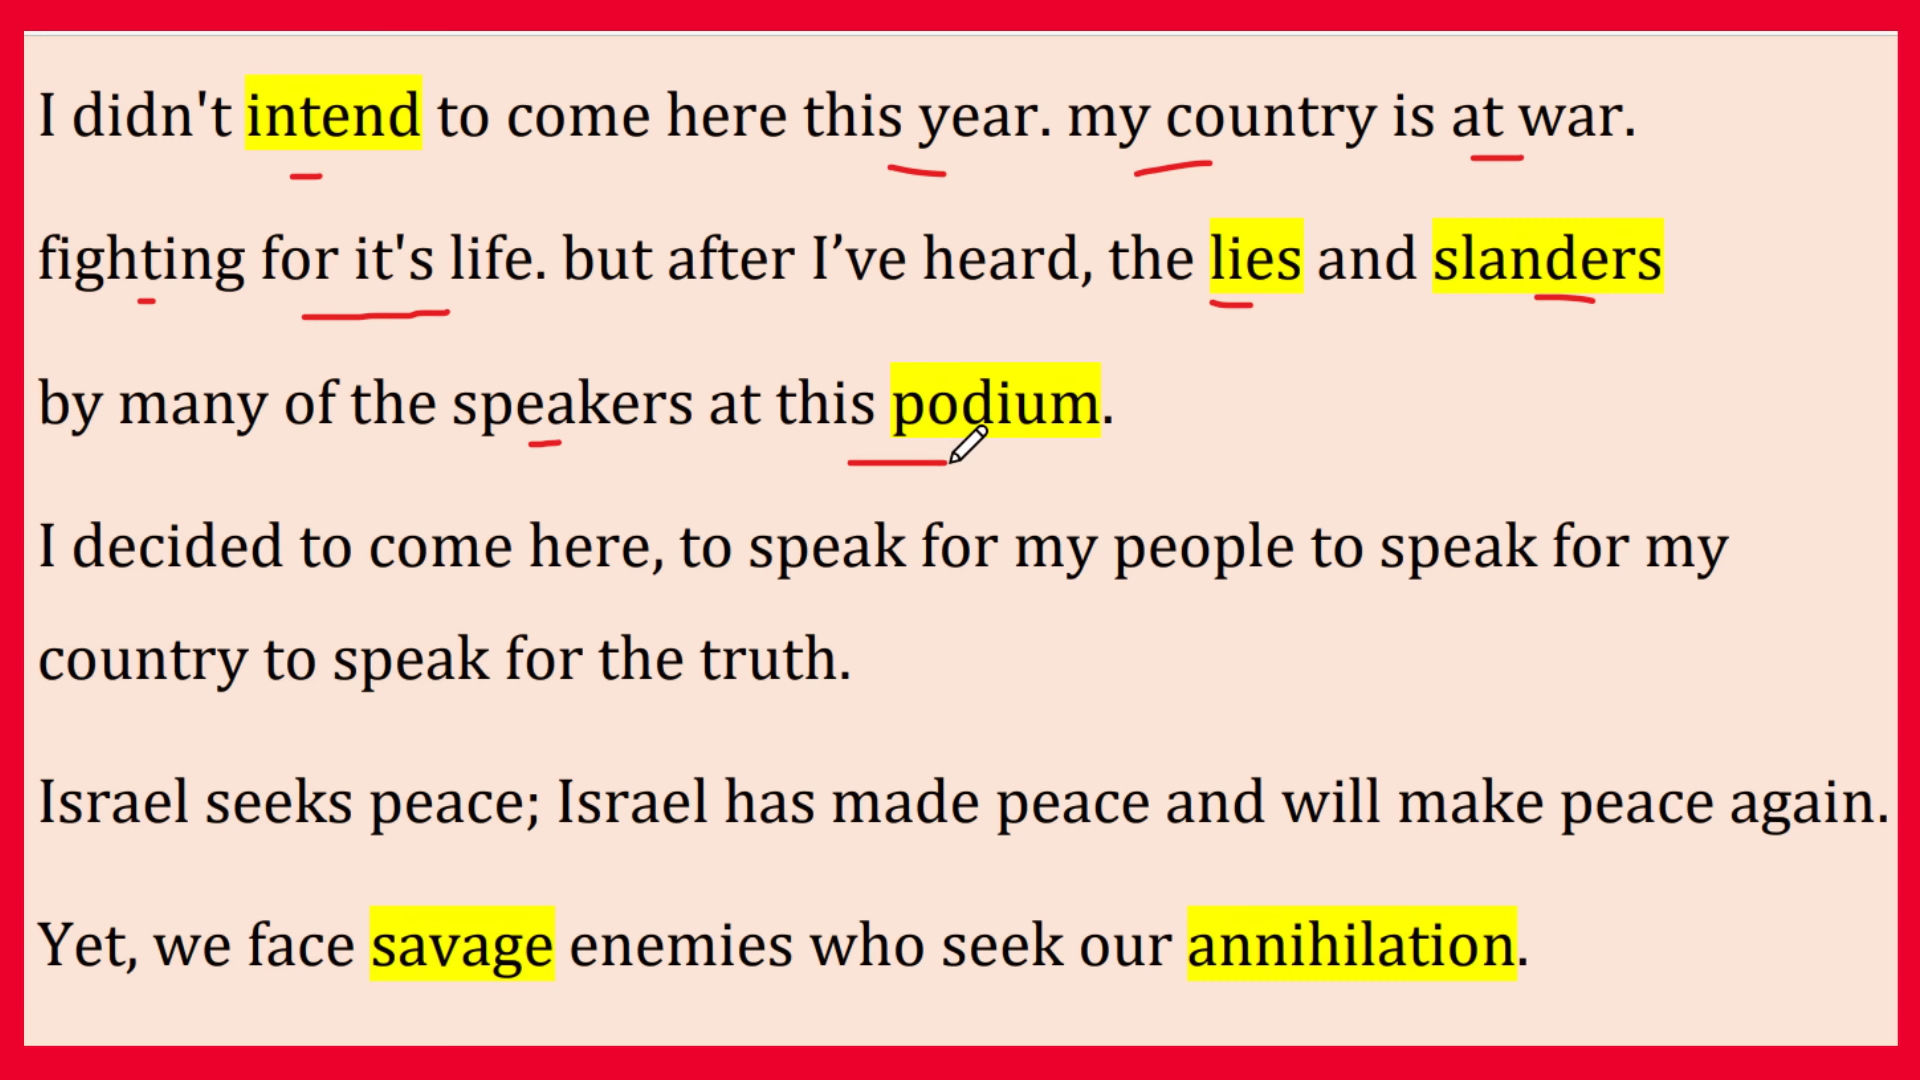 I didn't intend to come here this year. my country is at war.
fighting for it's life. but after I’ve heard, the lies and slanders
by many of the speakers at this podium.
I decided to come here, to speak for my people to speak for my
country to speak for the truth.
Israel seeks peace; Israel has made peace and will make peace again.
Yet, we face savage enemies who seek our annihilation.